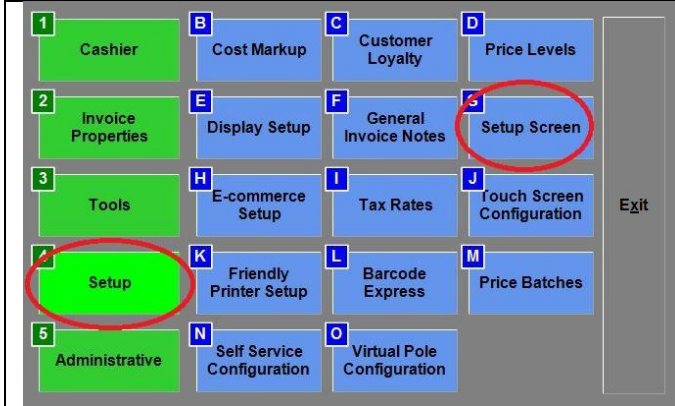 1
Cashier
B
Cost Markup
C
Customer
Loyalty
D
Price Levels
2
Invoice
Properties
E
Display Setup
F
General
Invoice Notes
G
Setup Screen
3
Tools
H
E-commerce
Setup
I
Tax Rates
J
Touch Screen
Configuration
Exit
4
Setup
K
Friendly
Printer Setup
L
Barcode
Express
M
Price Batches
5
Administrative
N
Self Service
Configuration
O
Virtual Pole
Configuration